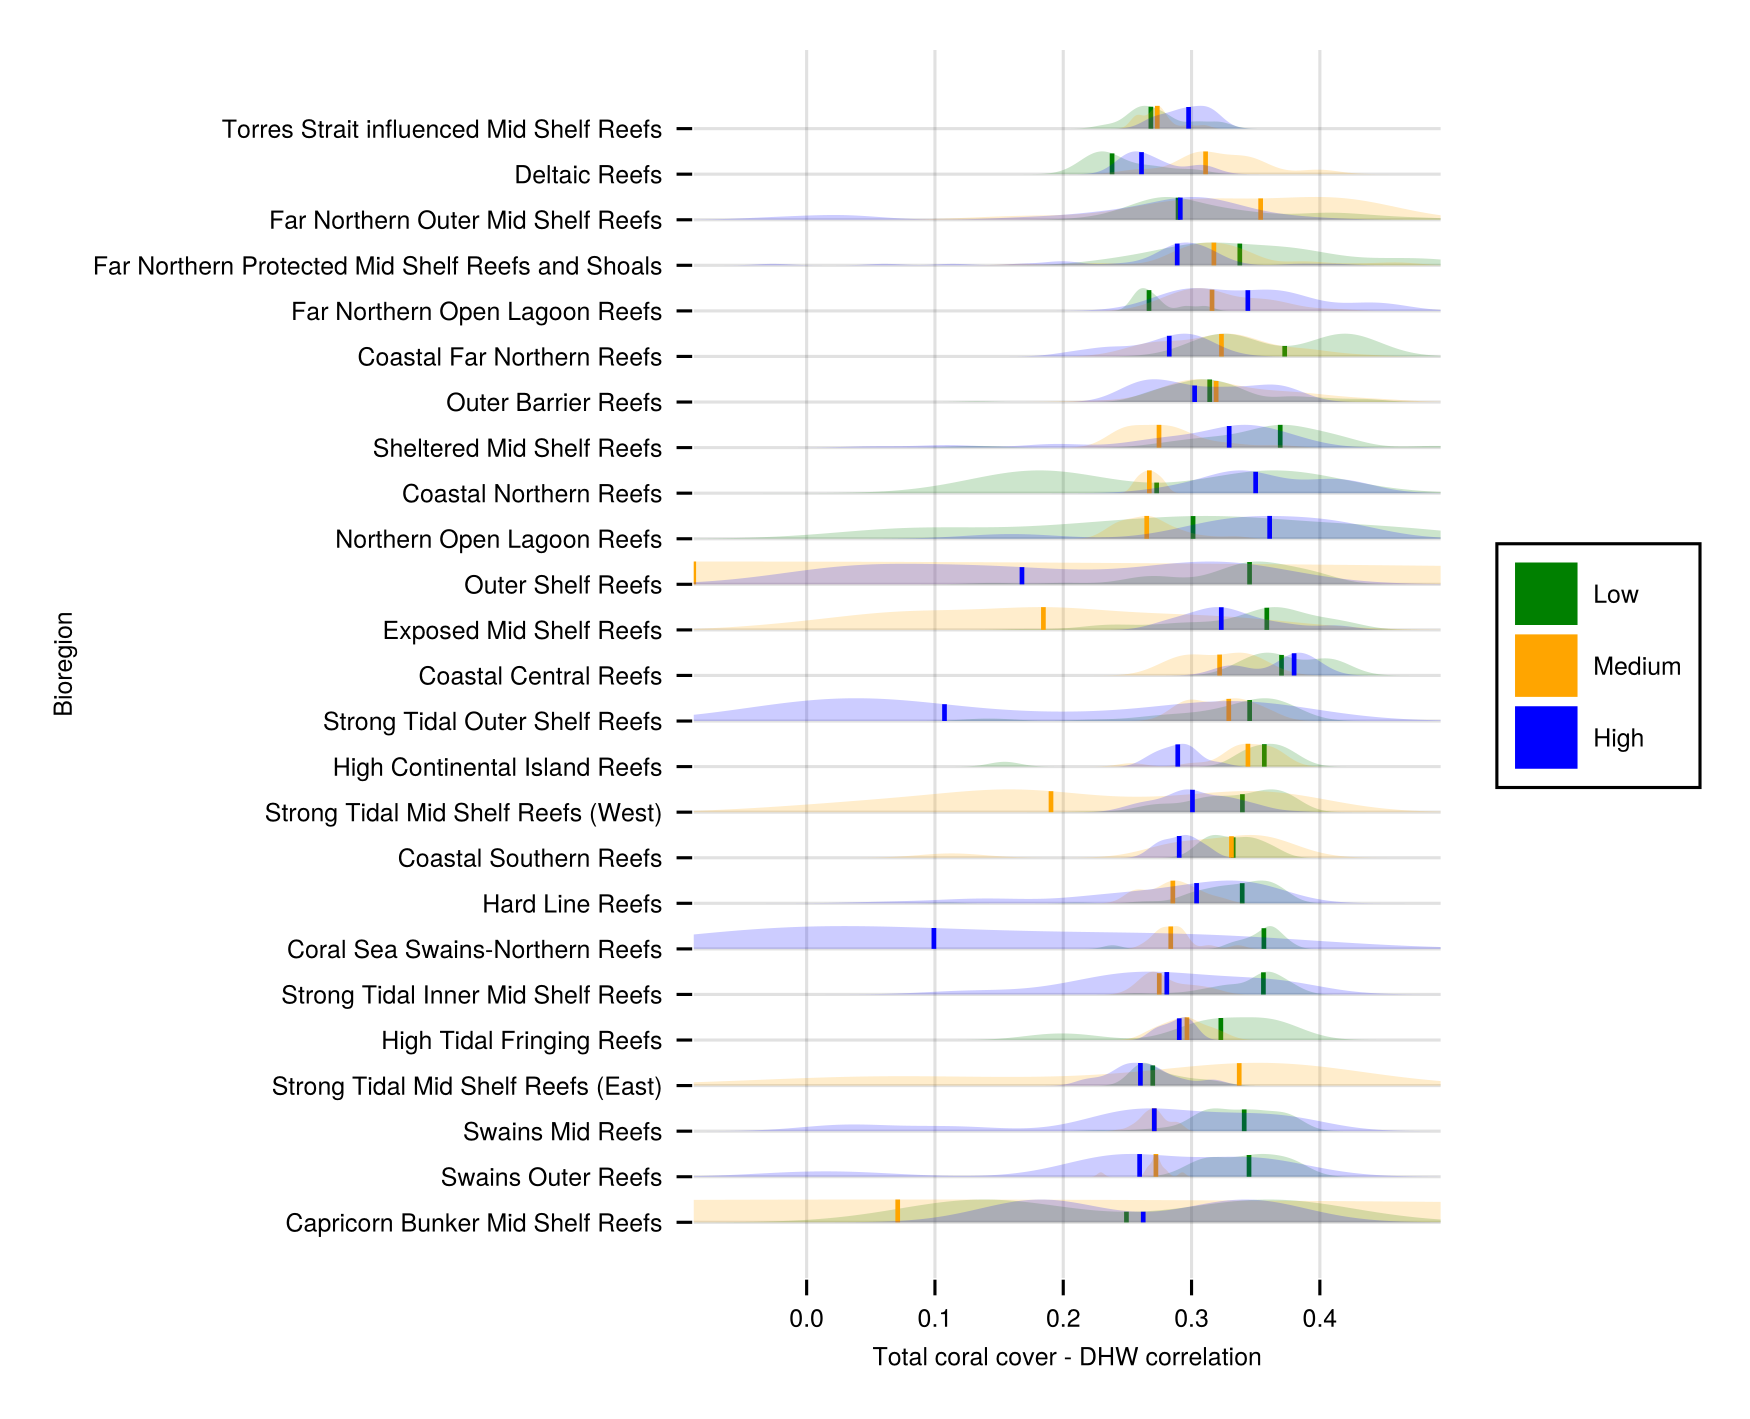 Torres Strait influenced Mid Shelf Reefs
Deltaic Reefs
Far Northern Outer Mid Shelf Reefs
Far Northern Protected Mid Shelf Reefs and Shoals
Far Northern Open Lagoon Reefs
Coastal Far Northern Reefs
Outer Barrier Reefs
Sheltered Mid Shelf Reefs
Coastal Northern Reefs
Northern Open Lagoon Reefs
Outer Shelf Reefs
Exposed Mid Shelf Reefs
Coastal Central Reefs
Strong Tidal Outer Shelf Reefs
High Continental Island Reefs
Strong Tidal Mid Shelf Reefs (West)
Coastal Southern Reefs
Hard Line Reefs
Coral Sea Swains-Northern Reefs
Strong Tidal Inner Mid Shelf Reefs
High Tidal Fringing Reefs
Strong Tidal Mid Shelf Reefs (East)
Swains Mid Reefs
Swains Outer Reefs
Capricorn Bunker Mid Shelf Reefs
Bioregion
0.0 0.1 0.2 0.3 0.4
Total coral cover - DHW correlation
Low
Medium
High